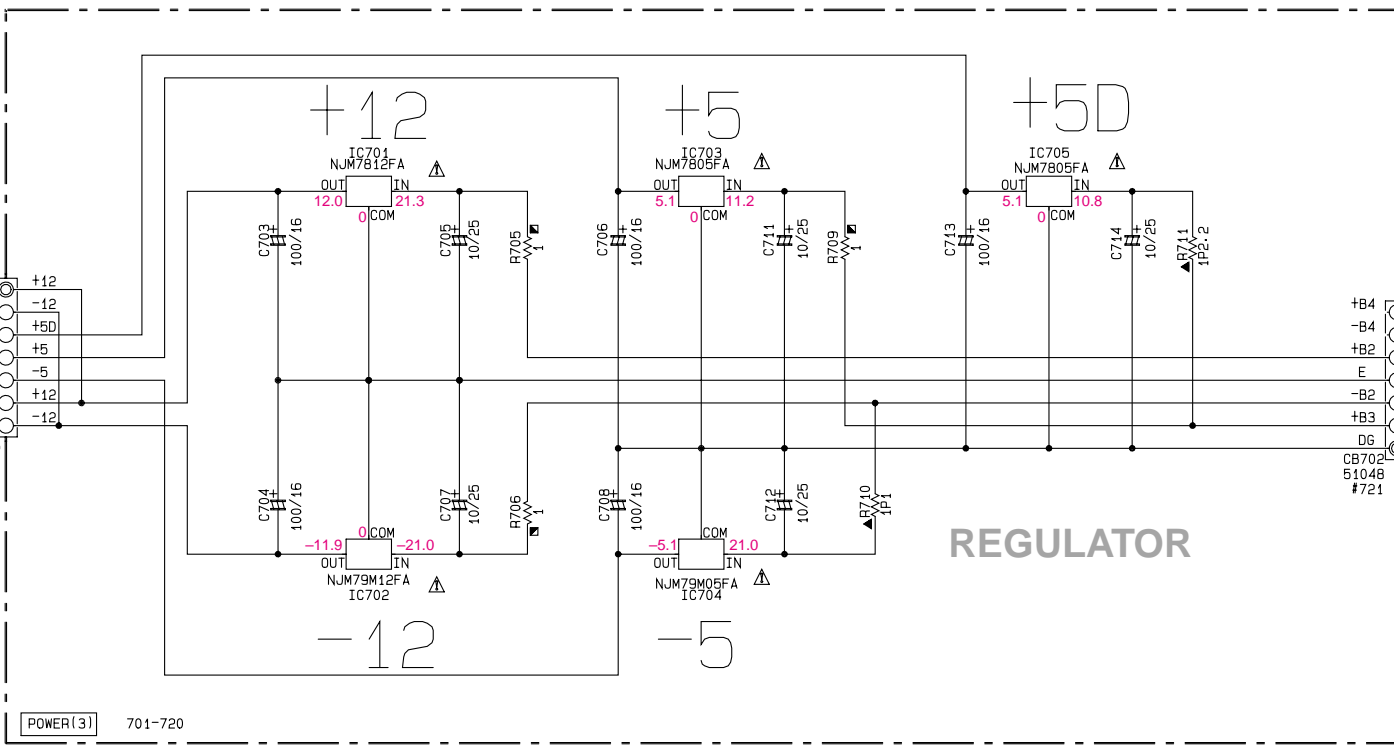 +12
IC701
NJM7812FA
OUT
IN
12.0
21.3
0
COM
+5
IC703
NJM7805FA
OUT
IN
5.1
11.2
0
COM
+5D
IC705
NJM7805FA
OUT
IN
5.1
10.8
0
COM
C703
+
100/16
C705
+
10/25
R705
1
C706
+
100/16
C711
+
10/25
R709
1
C713
+
100/16
C714
+
10/25
R711
1P2.2
+12
-12
+5D
+5
-5
+12
-12
+B4
-B4
+B2
E
-B2
+B3
DG
CB702
51048
#721
C704
+
100/16
C707
+
10/25
R706
1
C708
+
100/16
C712
+
10/25
R710
1P1
0
COM
−11.9
−21.0
OUT
IN
NJM79M12FA
IC702
-12
COM
−5.1
21.0
OUT
IN
NJM79M05FA
IC704
-5
REGULATOR
POWER(3)
701-720